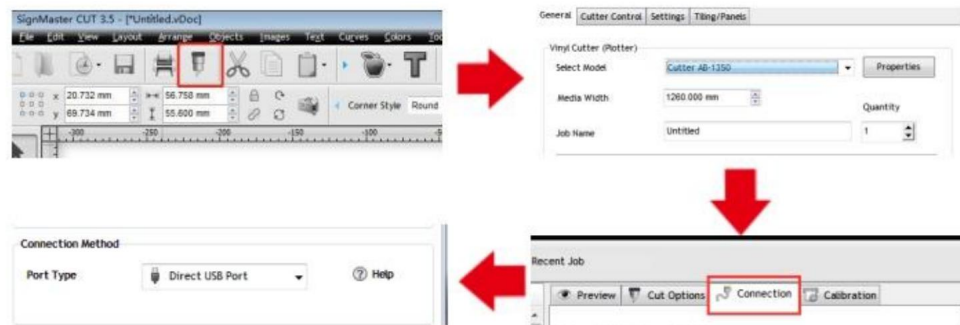 SignMaster CUT 3.5 - [*Untitled.vDoc]
File Edit View Layout Arrange Objects Images Text Curves Colors
x 20.732 mm 56.758 mm
y 69.734 mm 55.600 mm
Corner Style Round
-300 -250 -200 -150 -100
General Cutter Control Settings Tiling/Panels
Vinyl Cutter (Plotter)
Select Model Cutter AB-1350 Properties
Media Width 1260.000 mm
Quantity
Job Name Untitled 1
Connection Method
Port Type Direct USB Port Help
Recent Job
Preview Cut Options Connection Calibration